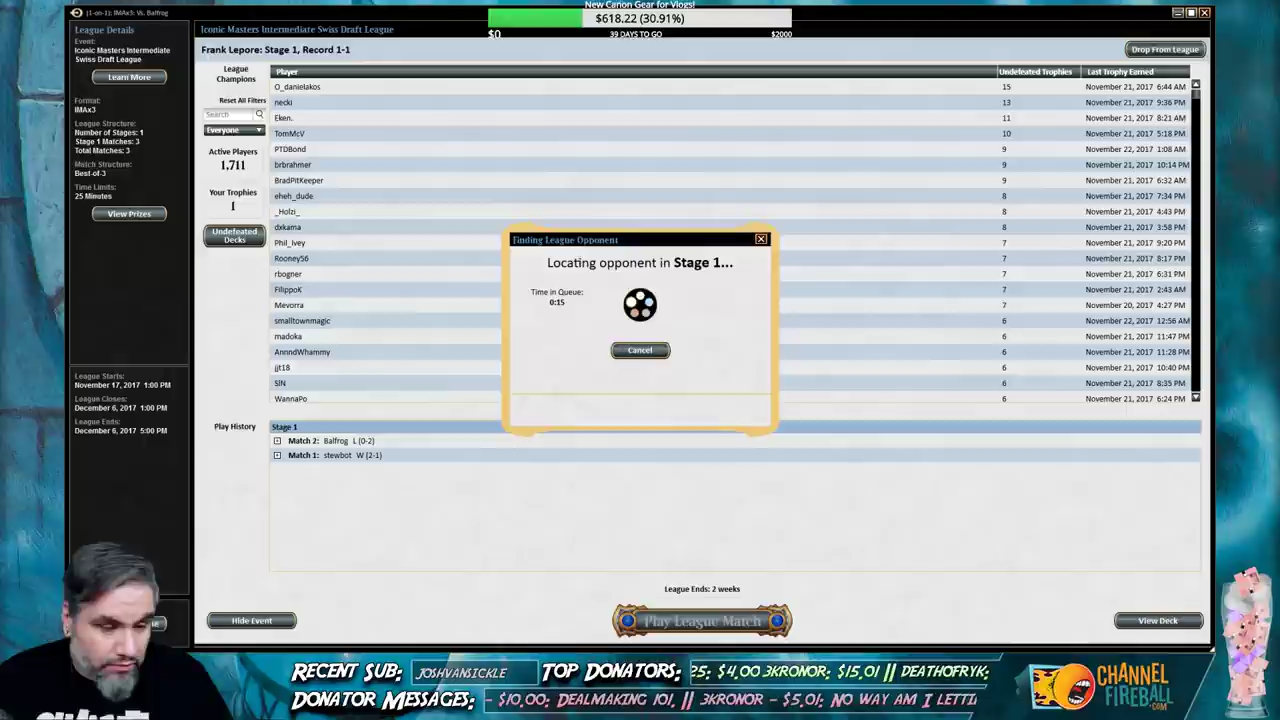 New Canon Gear for Vlogs!
$618.22 (30.91%)
$0
39 DAYS TO GO
$2000
(1-on-1): IMAx3: Vs. Balfrog
League Details
Event:
Iconic Masters Intermediate
Swiss Draft League
Learn More
Format:
IMAx3
League Structure:
Number of Stages: 1
Stage 1 Matches: 3
Total Matches: 3
Match Structure:
Best-of-3
Time Limits:
25 Minutes
View Prizes
League Starts:
November 17, 2017 1:00 PM
League Closes:
December 6, 2017 1:00 PM
League Ends:
December 6, 2017 5:00 PM
Iconic Masters Intermediate Swiss Draft League
Frank Lepore: Stage 1, Record 1-1
Drop From League
League
Champions
Reset All Filters
Search
Everyone
Active Players
1,711
Your Trophies
1
Undefeated
Decks
Player Undefeated Trophies Last Trophy Earned
O_danielakos 15 November 21, 2017 6:44 AM
necki 13 November 21, 2017 9:36 PM
Eken. 11 November 21, 2017 8:21 AM
TomMcV 10 November 21, 2017 5:18 PM
PTDBond 9 November 22, 2017 1:08 AM
brbrahmer 9 November 21, 2017 10:14 PM
BradPitKeeper 9 November 21, 2017 6:32 AM
eheh_dude 8 November 21, 2017 7:34 PM
_Holzi_ 8 November 21, 2017 4:43 PM
dxkama 8 November 21, 2017 3:58 PM
Phil_Ivey 7 November 21, 2017 9:20 PM
Rooney56 7 November 21, 2017 8:17 PM
rbogner 7 November 21, 2017 6:31 PM
FilippoK 7 November 21, 2017 2:43 AM
Mevorra 7 November 20, 2017 4:27 PM
smalltownmagic 6 November 22, 2017 12:56 AM
madoka 6 November 21, 2017 11:47 PM
AnnndWhammy 6 November 21, 2017 11:28 PM
jjt18 6 November 21, 2017 10:40 PM
SIN 6 November 21, 2017 8:35 PM
WannaPo 6 November 21, 2017 6:24 PM
Finding League Opponent
Locating opponent in Stage 1...
Time in Queue:
0:15
Cancel
Play History
Stage 1
Match 2: Balfrog L (0-2)
Match 1: stewbot W (2-1)
League Ends: 2 weeks
Hide Event
Play League Match
View Deck
RECENT SUB: JOSHVANSICKLE TOP DONATORS: 25: $4.00 3KRONOR: $15.01 || DEATHOFRYK:
DONATOR MESSAGES: - $10.00: DEALMAKING 101, || 3KRONOR - $5.01: NO WAY AM I LETTI
CHANNEL
FIREBALL
.COM